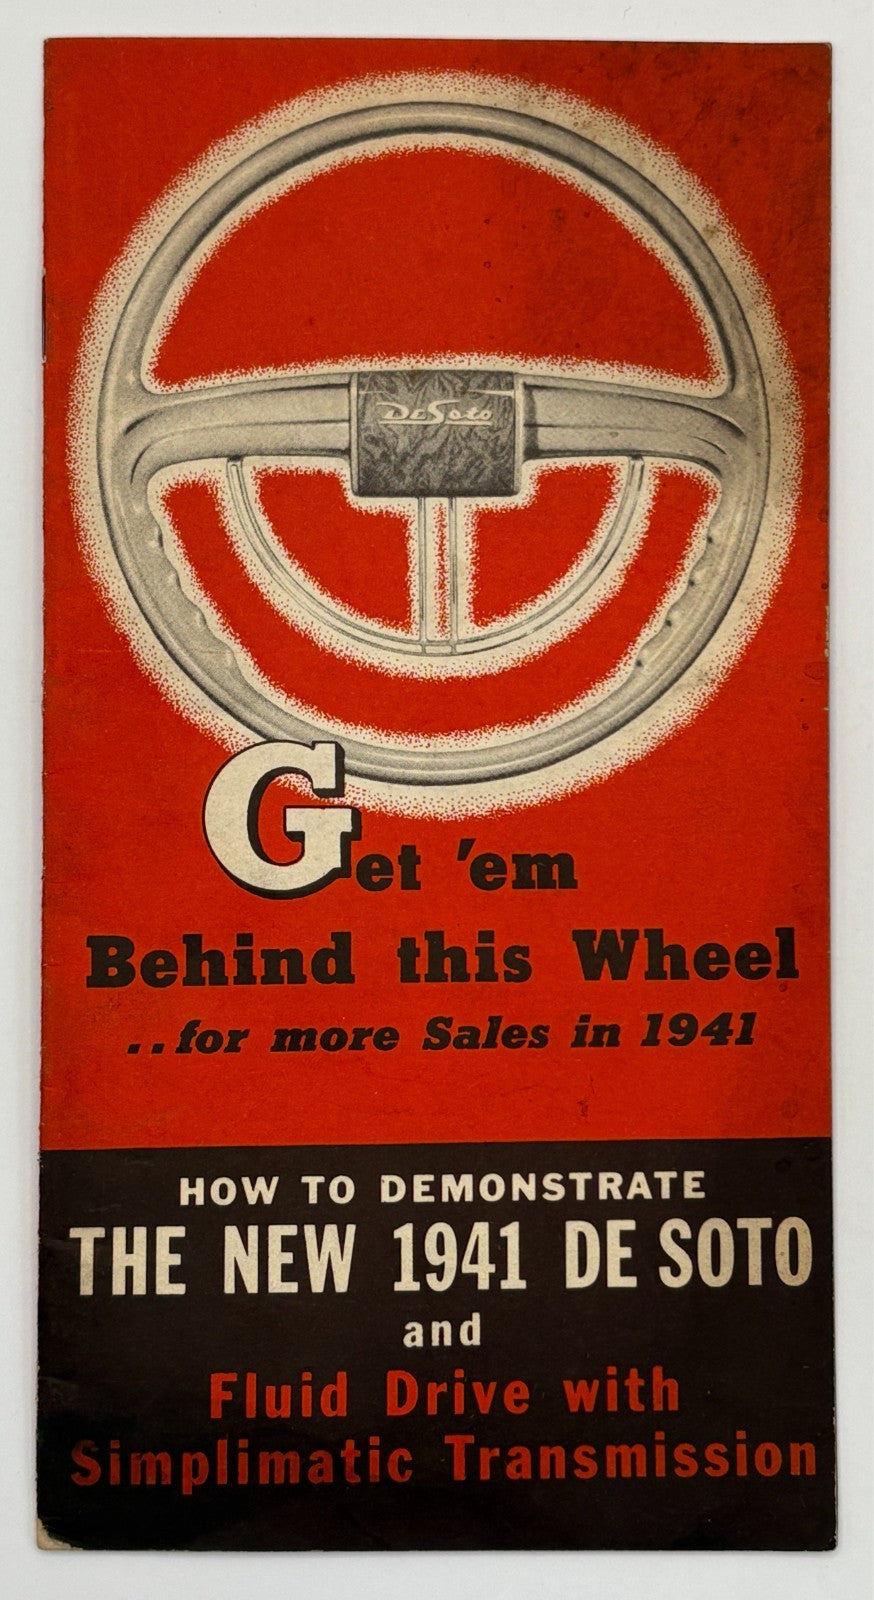 DeSoto
Get 'em
Behind this Wheel
..for more Sales in 1941
HOW TO DEMONSTRATE
THE NEW 1941 DE SOTO
and
Fluid Drive with
Simplimatic Transmission